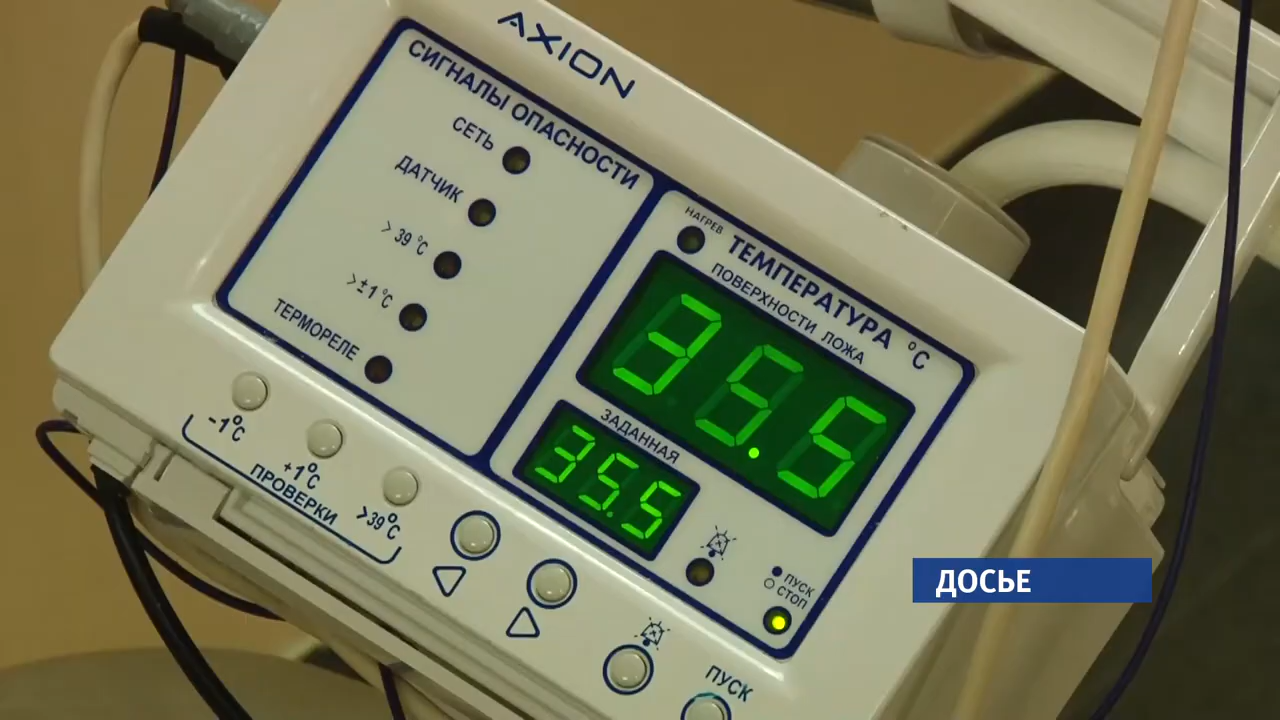 AXION
СИГНАЛЫ ОПАСНОСТИ
СЕТЬ
ДАТЧИК
> 39 °C
>±1 °C
ТЕРМОРЕЛЕ
НАГРЕВ
ТЕМПЕРАТУРА °C
ПОВЕРХНОСТИ ЛОЖА
35.5
ЗАДАННАЯ
35.5
ПУСК
СТОП
-1°C
+1°C
>39°C
ПРОВЕРКИ
ПУСК
ДОСЬЕ